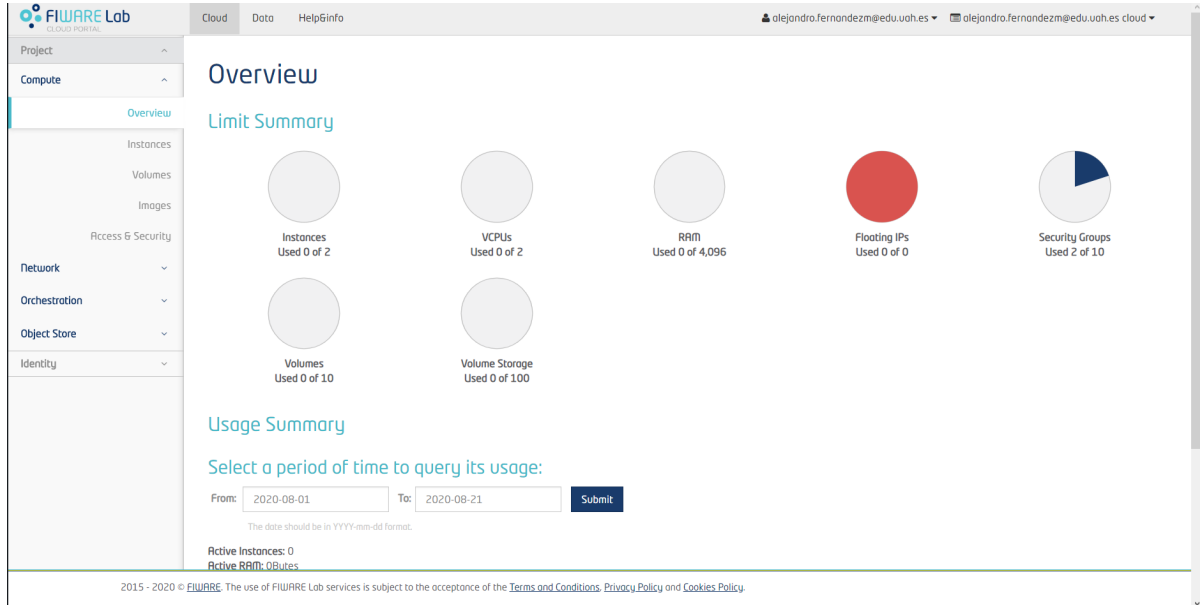 FIWARE Lab
CLOUD PORTAL
Cloud Data Help&info
alejandro.fernandezm@edu.uah.es alejandro.fernandezm@edu.uah.es cloud
Project
Compute
Overview
Instances
Volumes
Images
Access & Security
Network
Orchestration
Object Store
Identity
Overview
Limit Summary
Instances
Used 0 of 2
VCPUs
Used 0 of 2
RAM
Used 0 of 4,096
Floating IPs
Used 0 of 0
Security Groups
Used 2 of 10
Volumes
Used 0 of 10
Volume Storage
Used 0 of 100
Usage Summary
Select a period of time to query its usage:
From: 2020-08-01 To: 2020-08-21 Submit
The date should be in YYYY-mm-dd format.
Active Instances: 0
Active RAM: 0Bytes
2015 - 2020 © FIWARE. The use of FIWARE Lab services is subject to the acceptance of the Terms and Conditions, Privacy Policy and Cookies Policy.